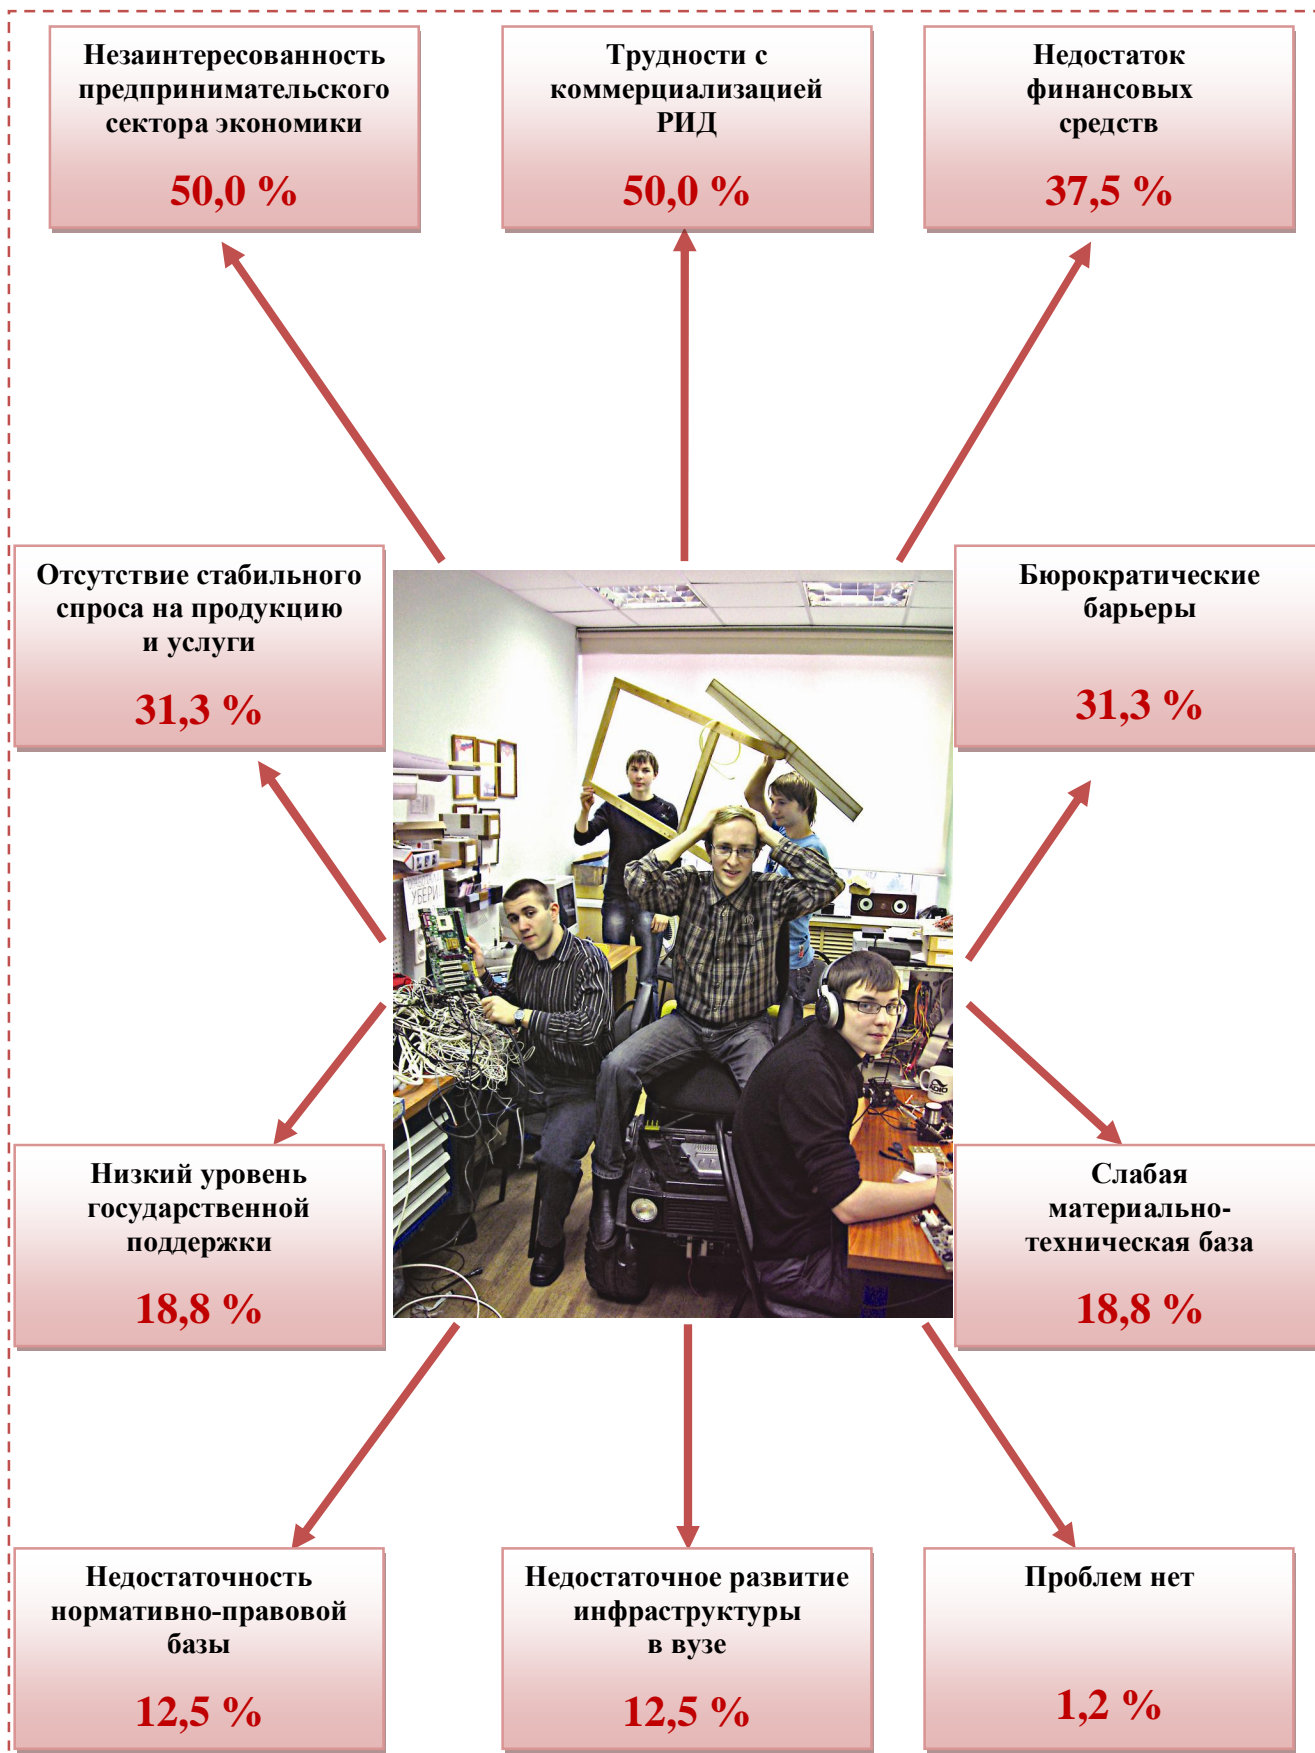 Незаинтересованность
предпринимательского
сектора экономики
50,0 %
Трудности с
коммерциализацией
РИД
50,0 %
Недостаток
финансовых
средств
37,5 %
Отсутствие стабильного
спроса на продукцию
и услуги
31,3 %
Бюрократические
барьеры
31,3 %
УБЕРИ
Низкий уровень
государственной
поддержки
18,8 %
Слабая
материально-
техническая база
18,8 %
Недостаточность
нормативно-правовой
базы
12,5 %
Недостаточное развитие
инфраструктуры
в вузе
12,5 %
Проблем нет
1,2 %